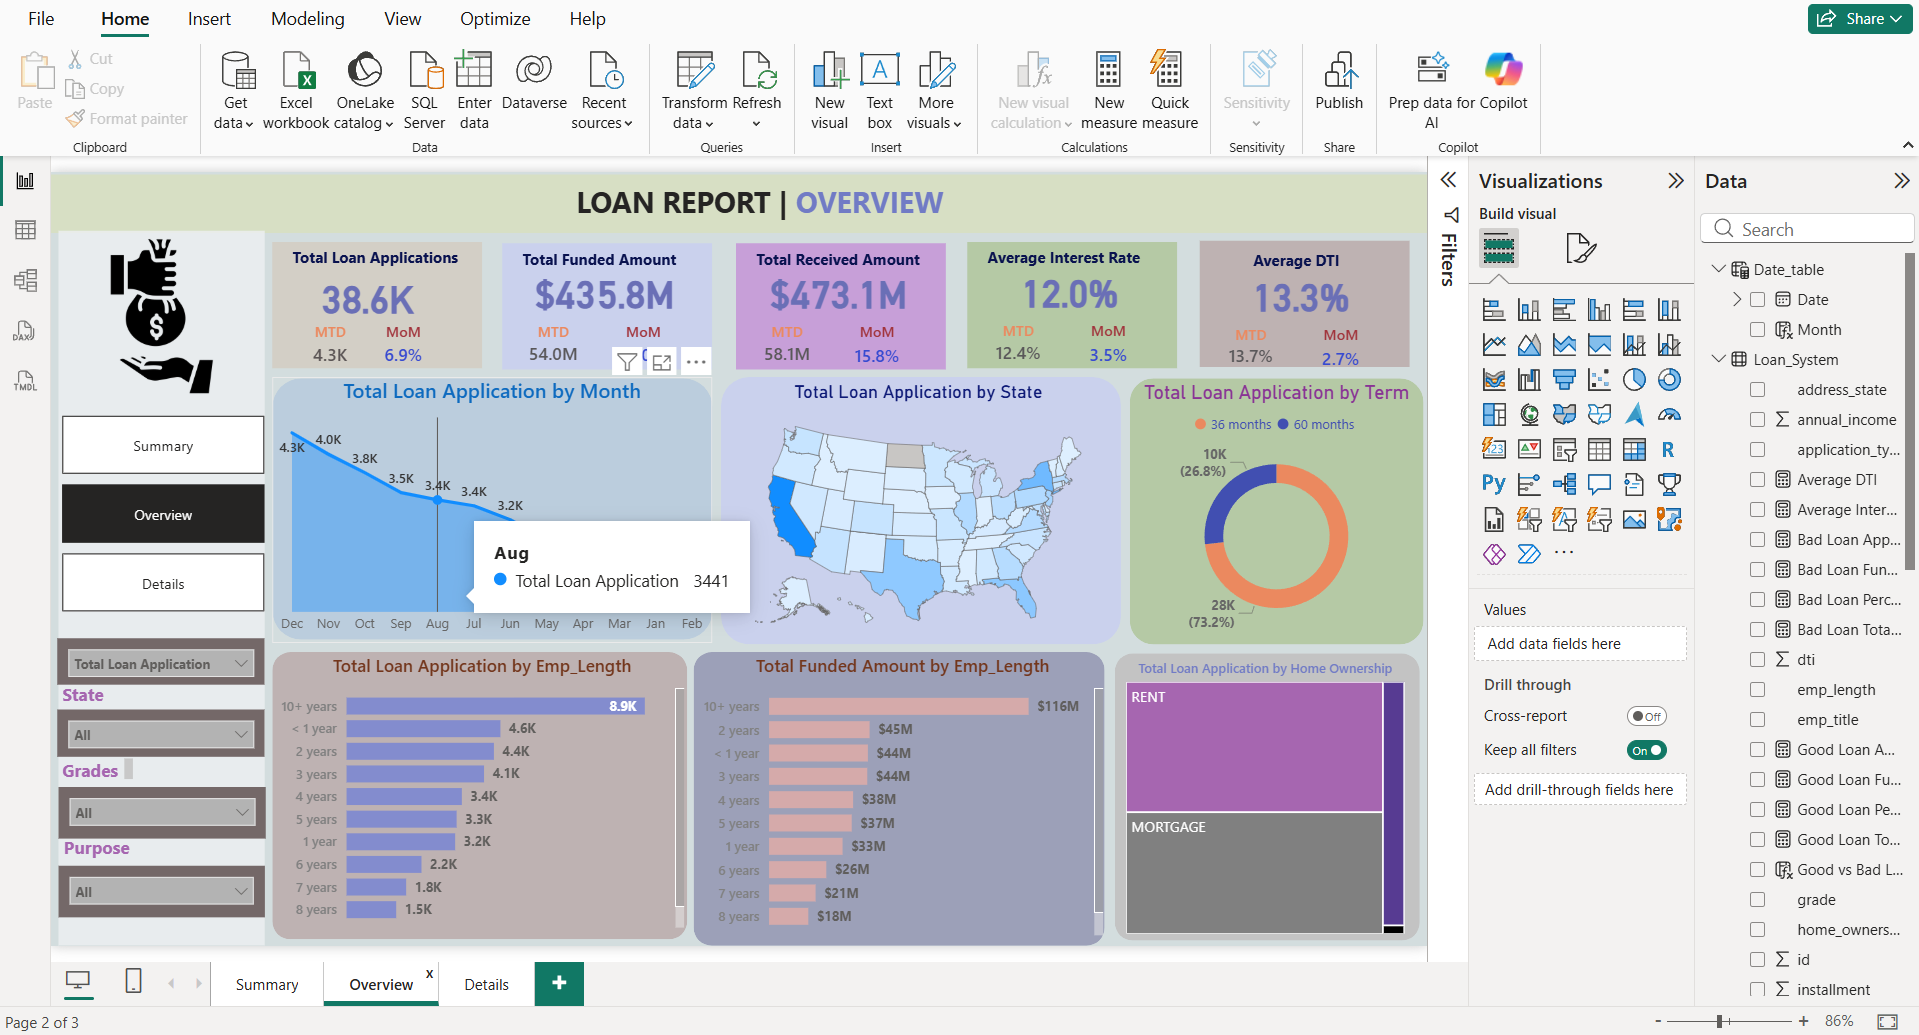 File
Home
Insert
Modeling
View
Optimize
Help
Share
Paste
Cut
Copy
Format painter
Clipboard
Get data
Excel workbook
OneLake catalog
SQL Server
Enter data
Dataverse
Recent sources
Data
Transform data
Refresh
Queries
New visual
Text box
More visuals
Insert
New visual calculation
New measure
Quick measure
Calculations
Sensitivity
Sensitivity
Publish
Share
Prep data for AI
Copilot
Copilot
DAX
TMDL
LOAN REPORT | OVERVIEW
Summary
Overview
Details
Total Loan Application
State
All
Grades
All
Purpose
All
Total Loan Applications
38.6K
MTD
MoM
4.3K
6.9%
Total Funded Amount
$435.8M
MTD
MoM
54.0M
Total Received Amount
$473.1M
MTD
MoM
58.1M
15.8%
Average Interest Rate
12.0%
MTD
MoM
12.4%
3.5%
Average DTI
13.3%
MTD
MoM
13.7%
2.7%
Total Loan Application by Month
4.3K
4.0K
3.8K
3.5K
3.4K
3.4K
3.2K
Dec Nov Oct Sep Aug Jul Jun May Apr Mar Jan Feb
Aug
Total Loan Application 3441
Total Loan Application by State
Total Loan Application by Term
36 months 60 months
10K
(26.8%)
28K
(73.2%)
Total Loan Application by Emp_Length
10+ years 8.9K
< 1 year 4.6K
2 years 4.4K
3 years 4.1K
4 years 3.4K
5 years 3.3K
1 year 3.2K
6 years 2.2K
7 years 1.8K
8 years 1.5K
Total Funded Amount by Emp_Length
10+ years $116M
2 years $45M
< 1 year $44M
3 years $44M
4 years $38M
5 years $37M
1 year $33M
6 years $26M
7 years $21M
8 years $18M
Total Loan Application by Home Ownership
RENT
MORTGAGE
Filters
Visualizations
Build visual
123
R
Py
Values
Add data fields here
Drill through
Cross-report
Off
Keep all filters
On
Add drill-through fields here
Data
Search
Date_table
Date
Month
Loan_System
address_state
annual_income
application_ty...
Average DTI
Average Inter...
Bad Loan App...
Bad Loan Fun...
Bad Loan Perc...
Bad Loan Tota...
dti
emp_length
emp_title
Good Loan A...
Good Loan Fu...
Good Loan Pe...
Good Loan To...
Good vs Bad L...
grade
home_owners...
id
installment
Summary
Overview
x
Details
+
Page 2 of 3
- + 86%